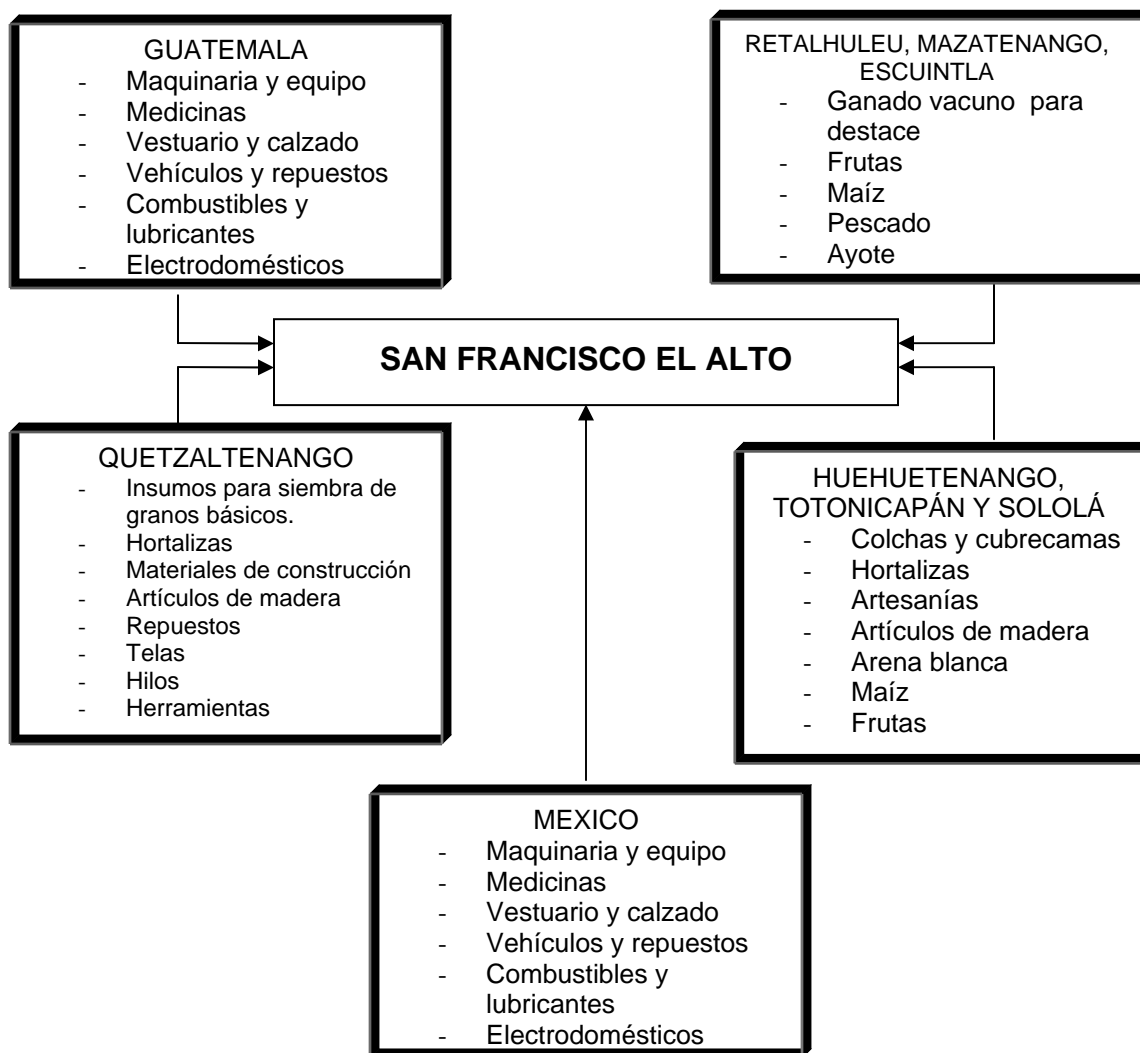 GUATEMALA
- Maquinaria y equipo
- Medicinas
- Vestuario y calzado
- Vehículos y repuestos
- Combustibles y
lubricantes
- Electrodomésticos
RETALHULEU, MAZATENANGO,
ESCUINTLA
- Ganado vacuno para
destace
- Frutas
- Maíz
- Pescado
- Ayote
SAN FRANCISCO EL ALTO
QUETZALTENANGO
- Insumos para siembra de
granos básicos.
- Hortalizas
- Materiales de construcción
- Artículos de madera
- Repuestos
- Telas
- Hilos
- Herramientas
HUEHUETENANGO,
TOTONICAPÁN Y SOLOLÁ
- Colchas y cubrecamas
- Hortalizas
- Artesanías
- Artículos de madera
- Arena blanca
- Maíz
- Frutas
MEXICO
- Maquinaria y equipo
- Medicinas
- Vestuario y calzado
- Vehículos y repuestos
- Combustibles y
lubricantes
- Electrodomésticos